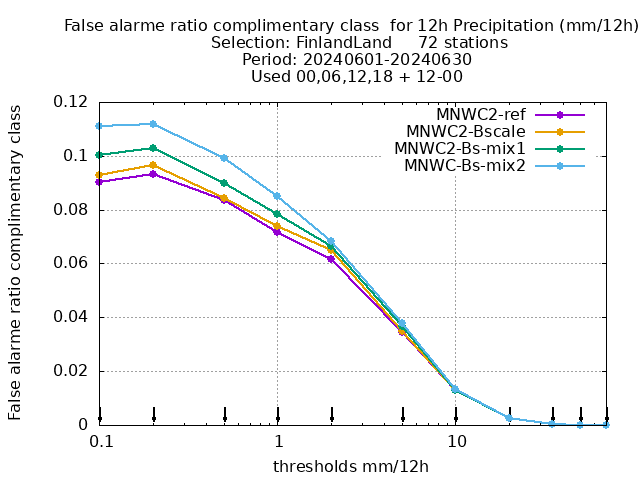 False alarme ratio complimentary class  for 12h Precipitation (mm/12h)
Selection: FinlandLand     72 stations
Period: 20240601-20240630
Used 00,06,12,18 + 12-00
MNWC2-ref
MNWC2-Bscale
MNWC2-Bs-mix1
MNWC-Bs-mix2
False alarme ratio complimentary class
0.12
0.1
0.08
0.06
0.04
0.02
0
0.1
1
10
thresholds mm/12h